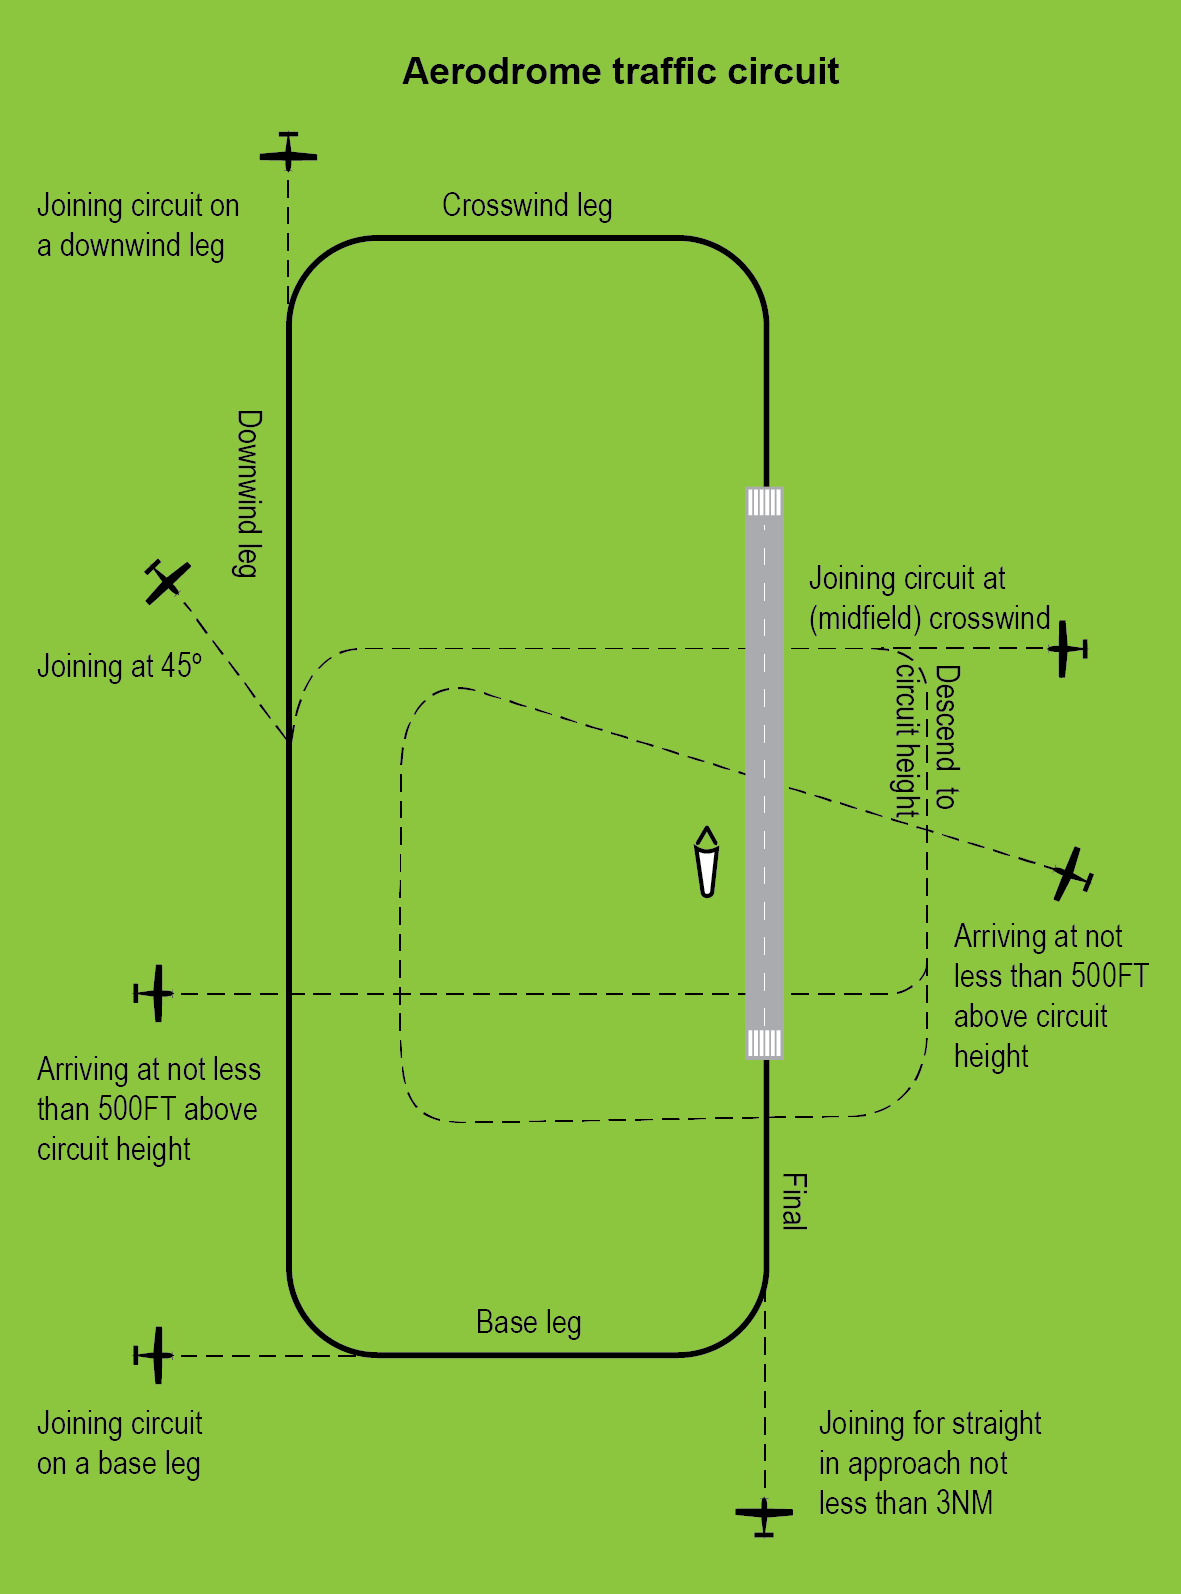 Aerodrome traffic circuit
Joining circuit on
a downwind leg
Crosswind leg
Downwind leg
Joining circuit at
(midfield) crosswind
Joining at 45º
Descend to
circuit height
Arriving at not
less than 500FT
above circuit
height
Arriving at not less
than 500FT above
circuit height
Final
Base leg
Joining circuit
on a base leg
Joining for straight
in approach not
less than 3NM